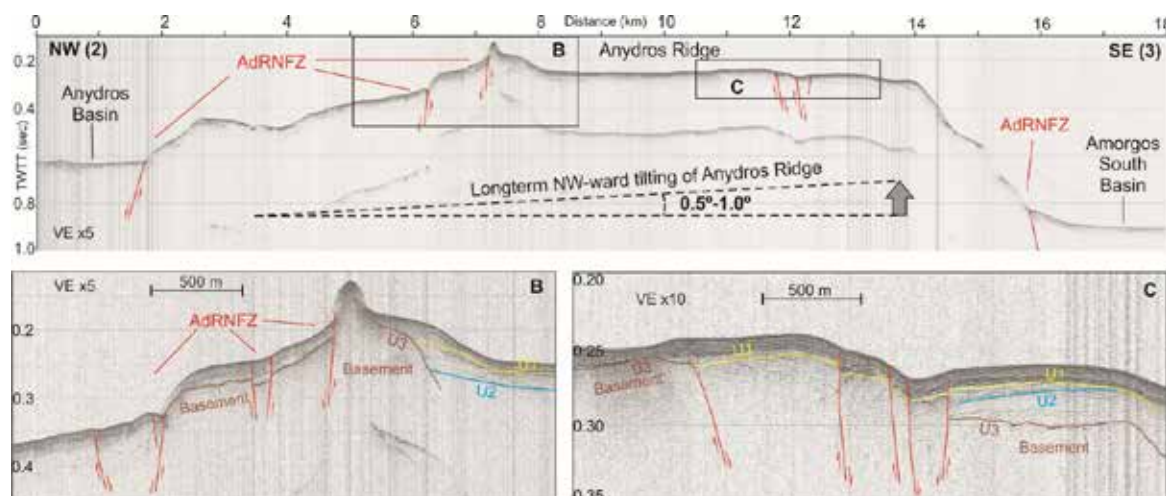 0 2 4 6 8 Distance (km) 10 12 14 16 18
NW (2) B Anydros Ridge SE (3)
0.2
AdRNFZ
C
Anydros
Basin
0.4
0.6
0.8
1.0
TWTT (sec)
AdRNFZ
Amorgos
South
Basin
Longterm NW-ward tilting of Anydros Ridge
0.5º-1.0º
VE x5
VE x5 500 m B
AdRNFZ
0.2
0.3
0.4
U3
Basement
Basement
U1
U2
0.20
VE x10 500 m C
0.25
0.30
0.35
U3
Basement
U1
U1
U2
U3
Basement